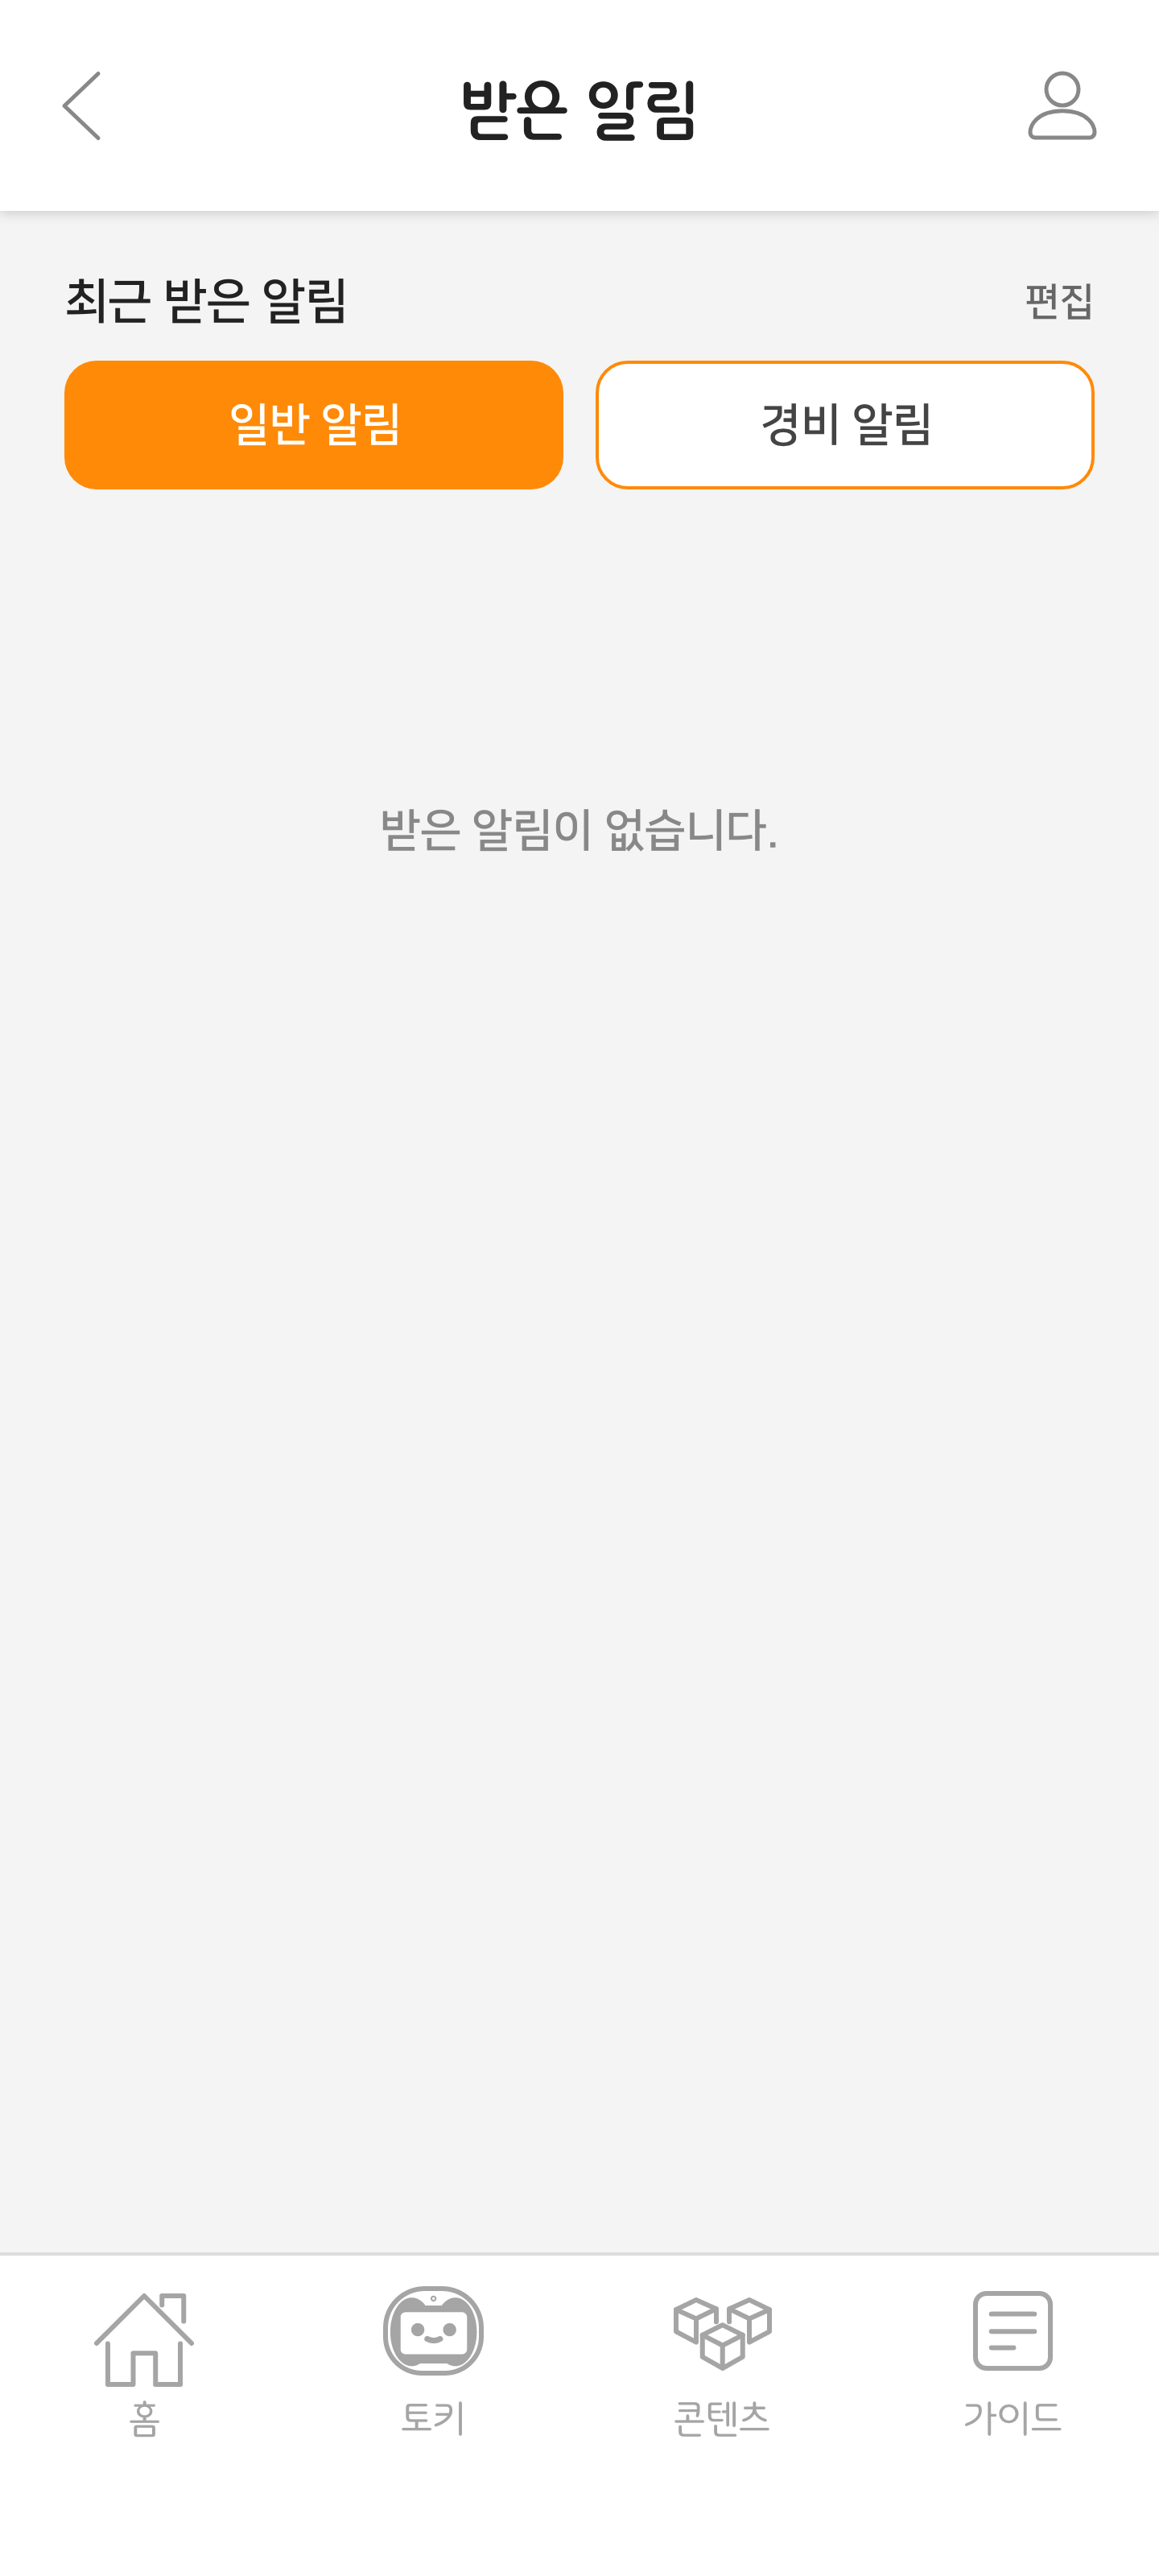 받은 알림
최근 받은 알림
편집
일반 알림
경비 알림
받은 알림이 없습니다.
홈
토키
콘텐츠
가이드